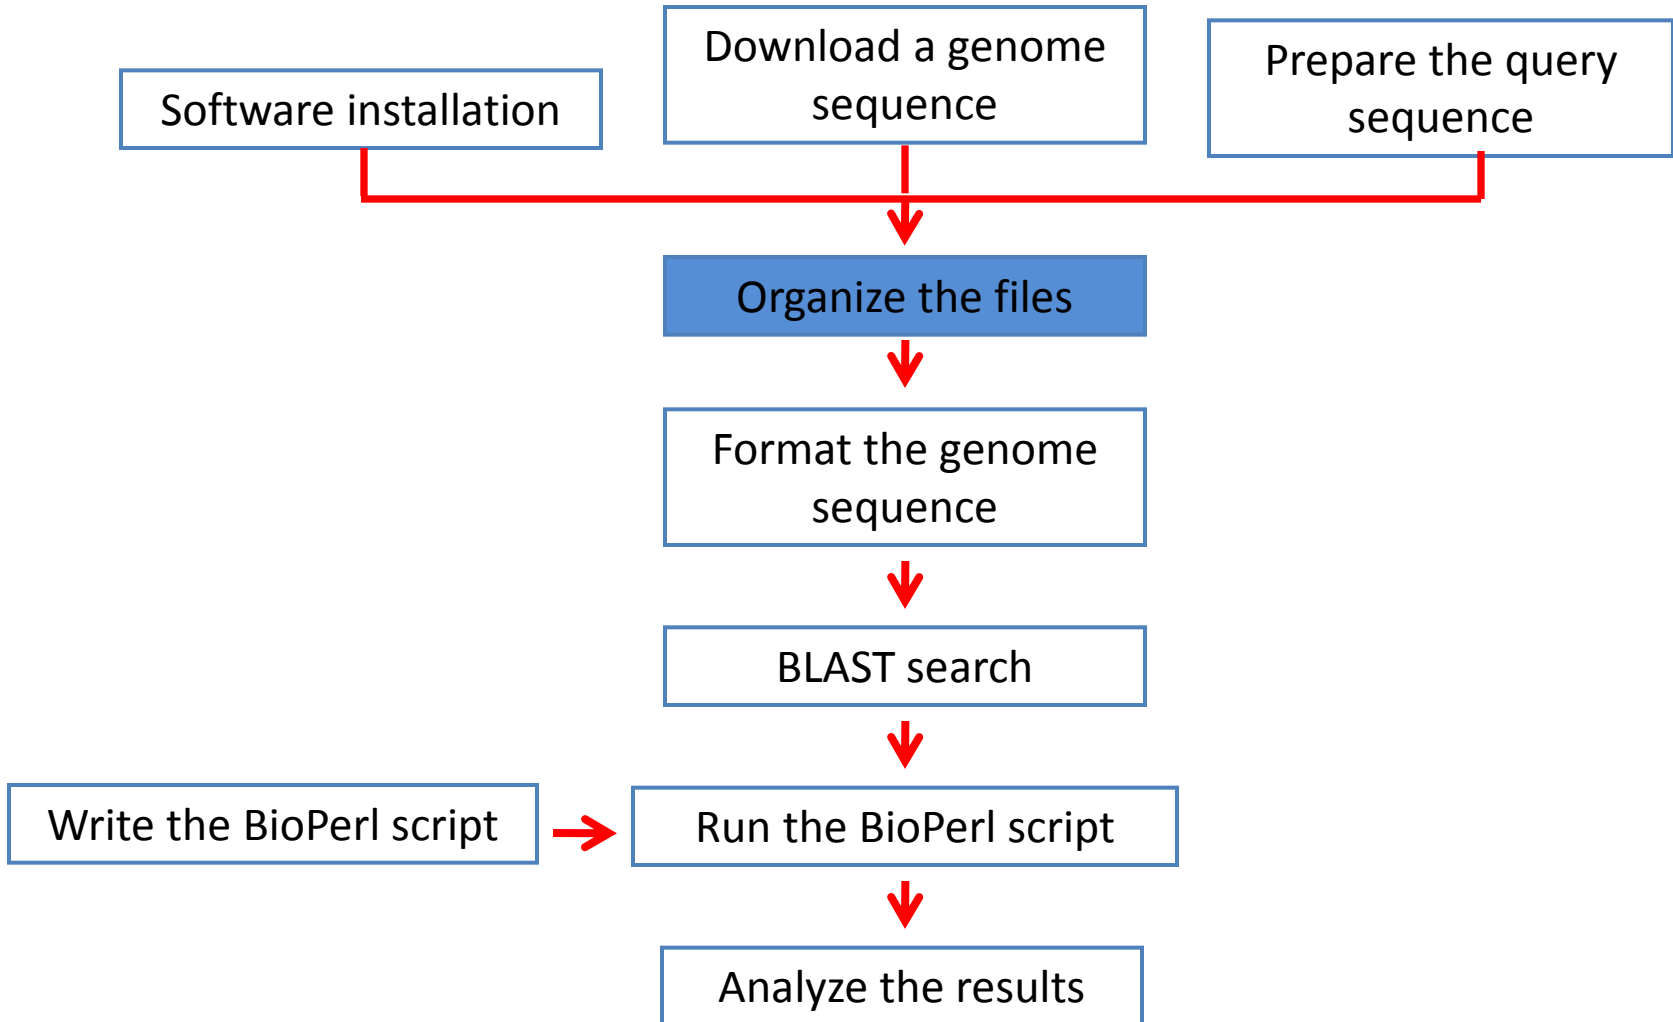 Software installation
Download a genome
sequence
Prepare the query
sequence
Organize the files
Format the genome
sequence
BLAST search
Write the BioPerl script
Run the BioPerl script
Analyze the results